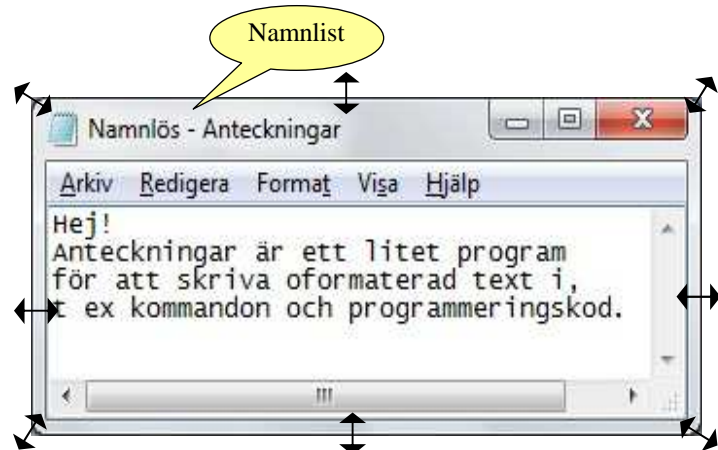 Namnlist
Namnlös - Anteckningar
Arkiv Redigera Format Visa Hjälp
Hej!
Anteckningar är ett litet program
för att skriva oformaterad text i,
t ex kommandon och programmeringskod.